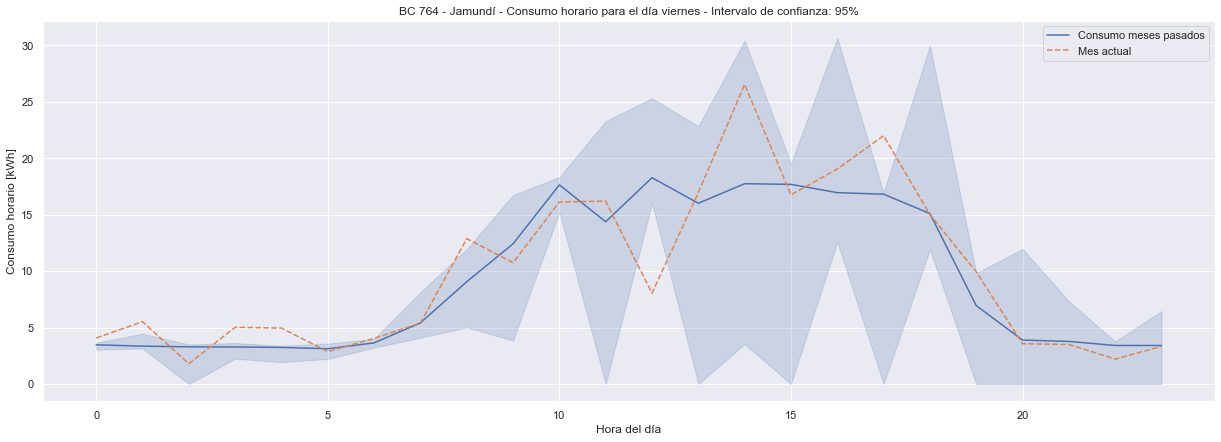 BC 764 - Jamundí - Consumo horario para el día viernes - Intervalo de confianza: 95%
Consumo meses pasados
Mes actual
Consumo horario [kWh]
30
25
20
15
10
5
0
0 5 10 15 20
Hora del día